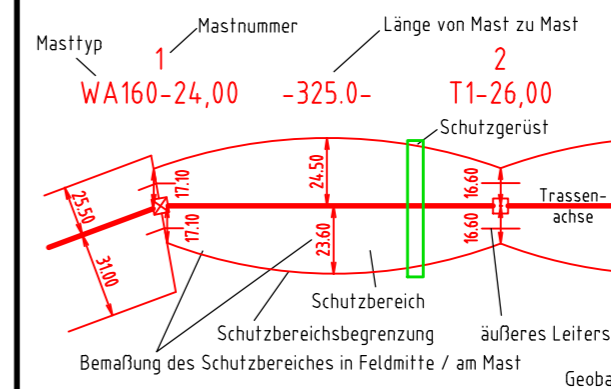 Mastnummer
Länge von Mast zu Mast
Masttyp
1
2
WA160-24,00
-325.0-
T1-26,00
Schutzgerüst
25.50
17.10
24.50
16.60
Trassen-
achse
31.00
17.10
23.60
16.60
Schutzbereich
Schutzbereichsbegrenzung
äußeres Leiters
Bemaßung des Schutzbereiches in Feldmitte / am Mast
Geoba